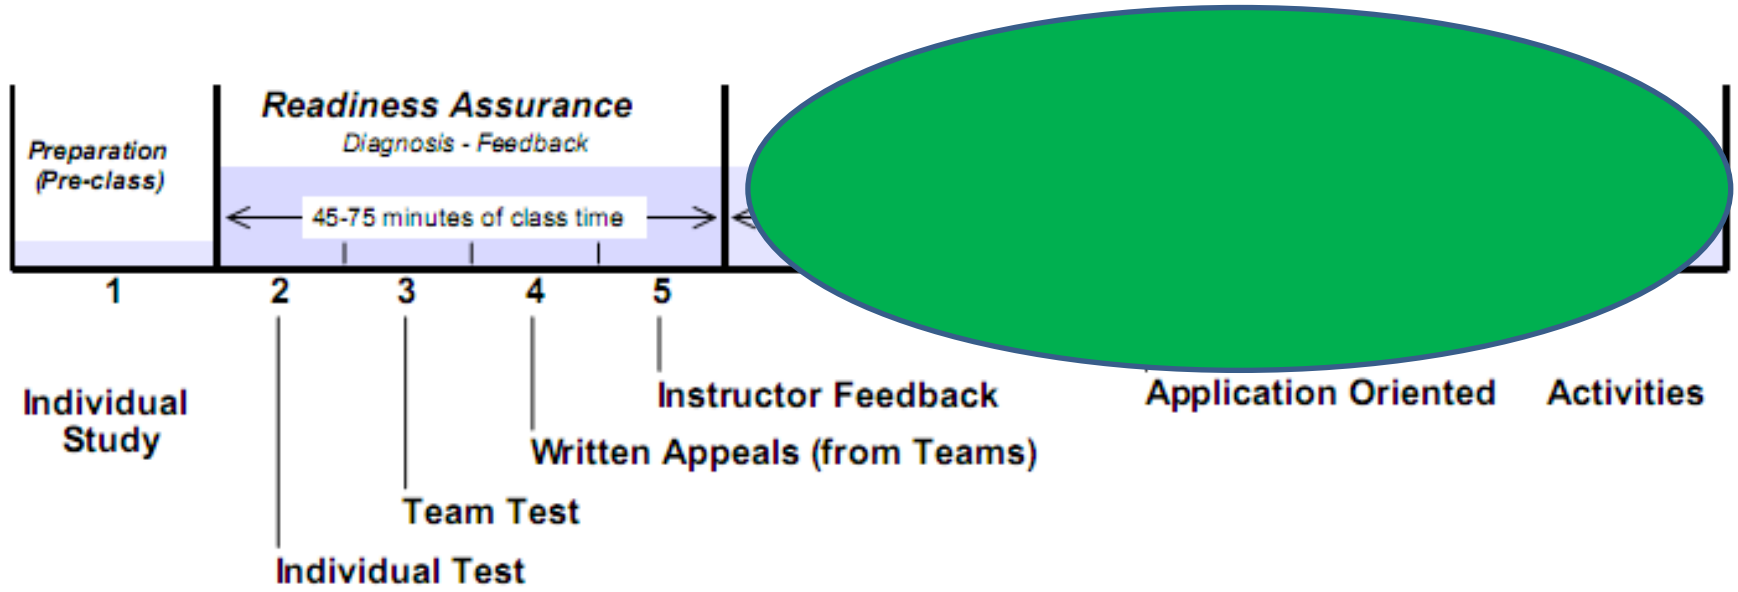 Readiness Assurance
Diagnosis - Feedback
Preparation
(Pre-class)
45-75 minutes of class time
1 2 3 4 5
Individual
Study
Instructor Feedback
Application Oriented Activities
Written Appeals (from Teams)
Team Test
Individual Test